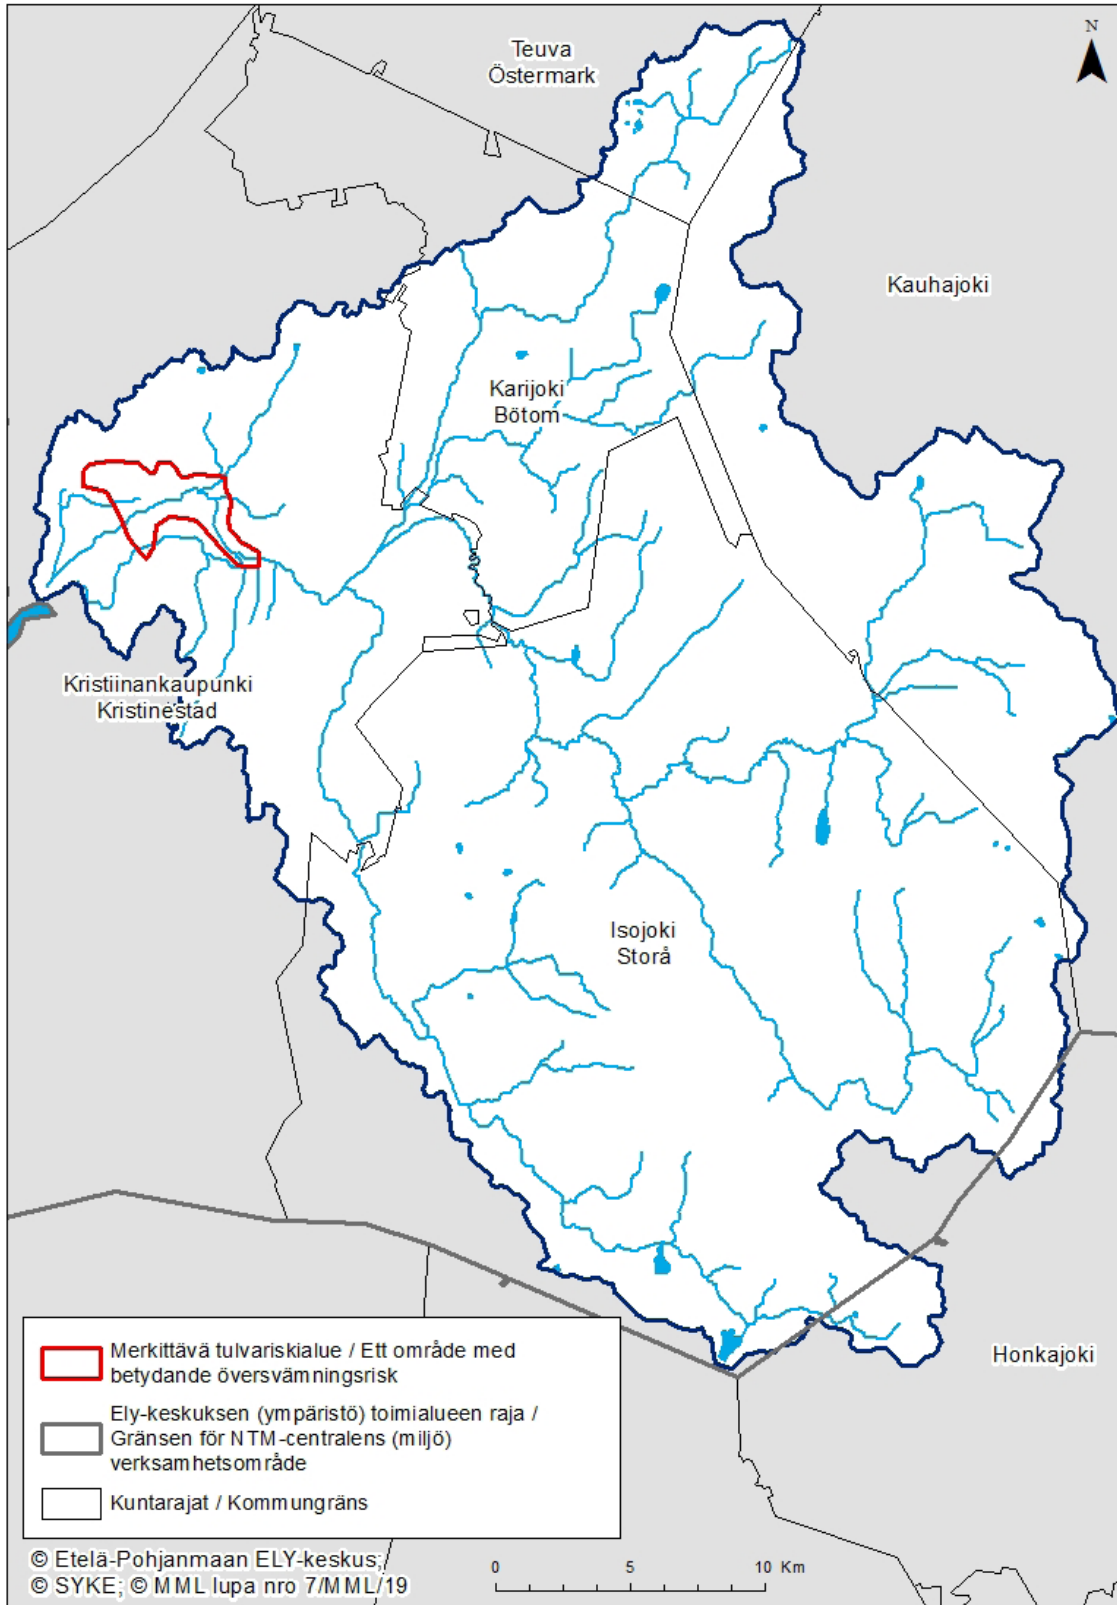 N
Teuva
Östermark
Kauhajoki
Karijoki
Bötom
Kristiinankaupunki
Kristinestad
Isojoki
Storå
Honkajoki
Merkittävä tulvariskialue / Ett område med
betydande översvämningsrisk
Ely-keskuksen (ympäristö) toimialueen raja /
Gränsen för NTM-centralens (miljö)
verksamhetsområde
Kuntarajat / Kommungräns
© Etelä-Pohjanmaan ELY-keskus;
© SYKE; © MML lupa nro 7/MML/19
0 5 10 Km